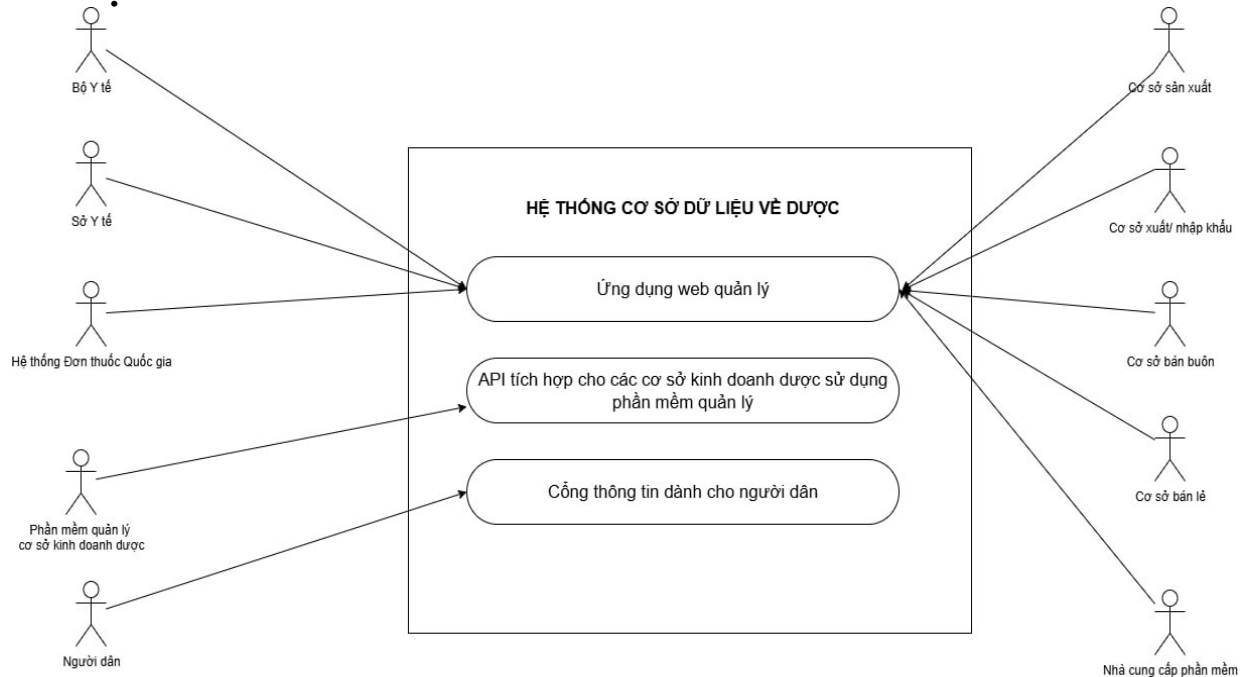 Bộ Y tế
Sở Y tế
Hệ thống Đơn thuốc Quốc gia
Phần mềm quản lý
cơ sở kinh doanh dược
Người dân
HỆ THỐNG CƠ SỞ DỮ LIỆU VỀ DƯỢC
Ứng dụng web quản lý
API tích hợp cho các cơ sở kinh doanh dược sử dụng
phần mềm quản lý
Cổng thông tin dành cho người dân
Cơ sở sản xuất
Cơ sở xuất/ nhập khẩu
Cơ sở bán buôn
Cơ sở bán lẻ
Nhà cung cấp phần mềm